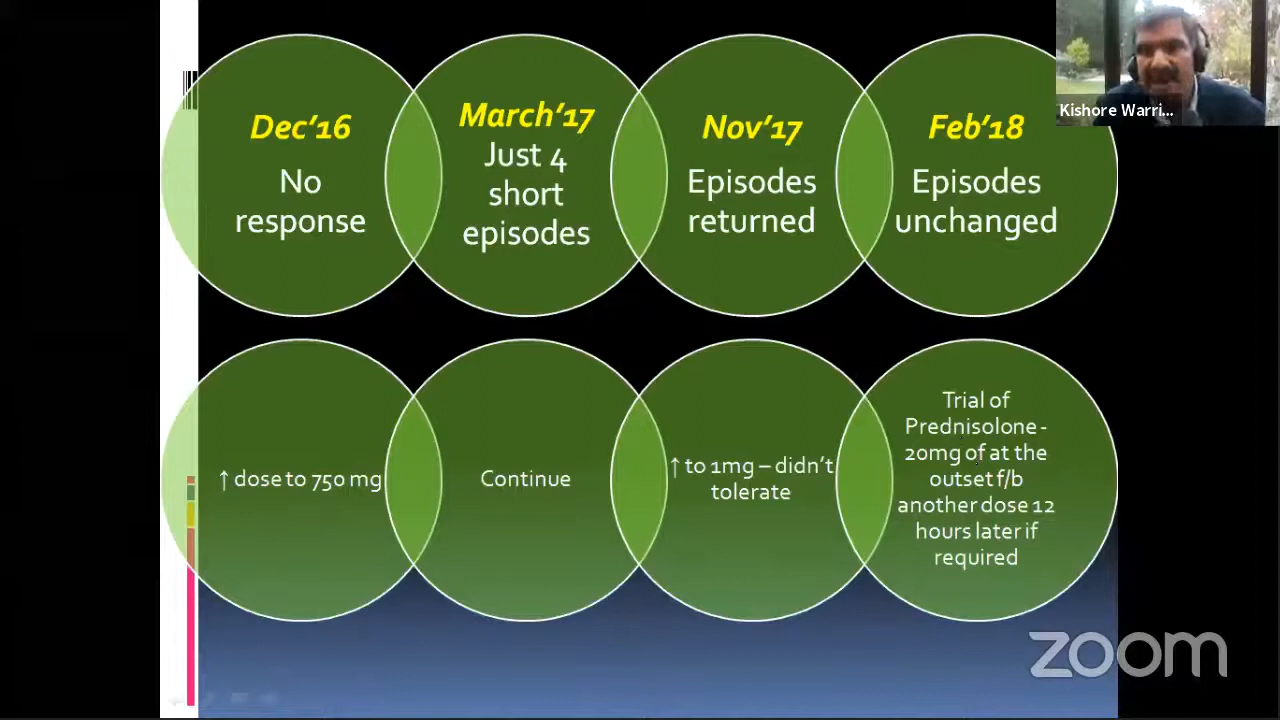 Dec'16
No
response
March'17
Just 4
short
episodes
Nov'17
Episodes
returned
Feb'18
Episodes
unchanged
Kishore Warri...
↑ dose to 750 mg
Continue
↑ to 1mg – didn't
tolerate
Trial of
Prednisolone -
20mg of at the
outset f/b
another dose 12
hours later if
required
zoom